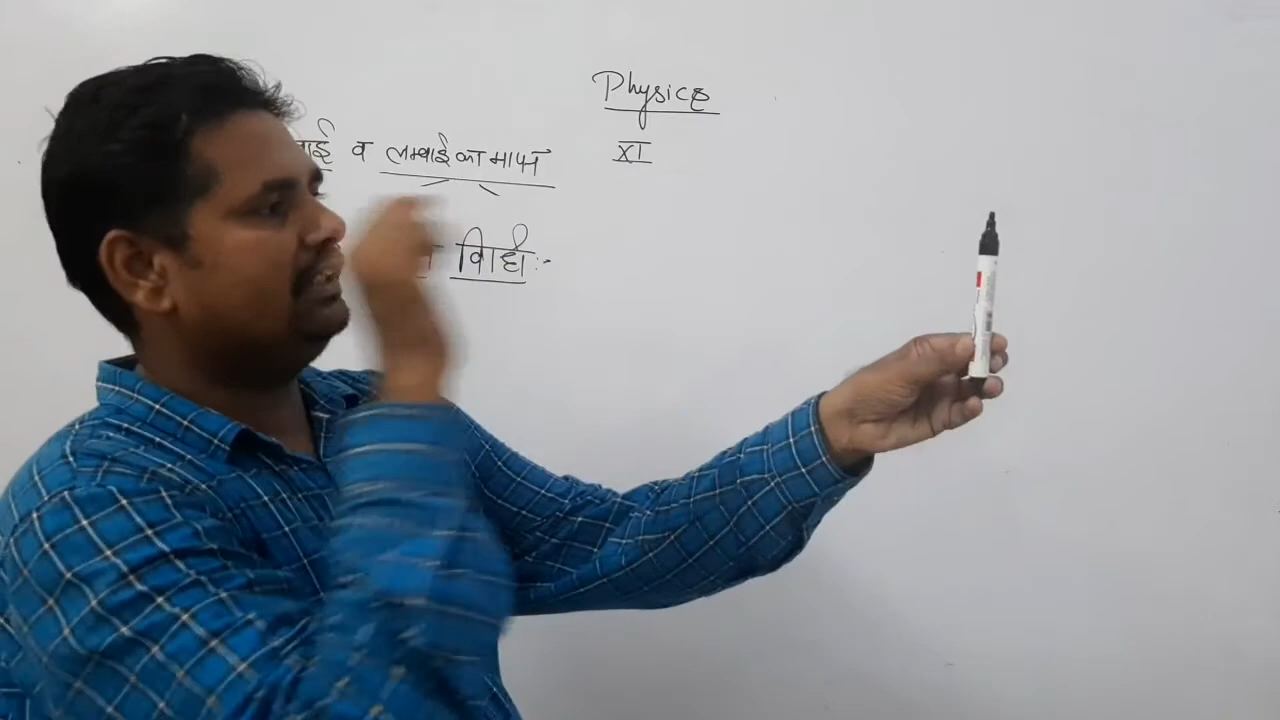 Physics
व लम्बाई का मापन
XI
विधि :-